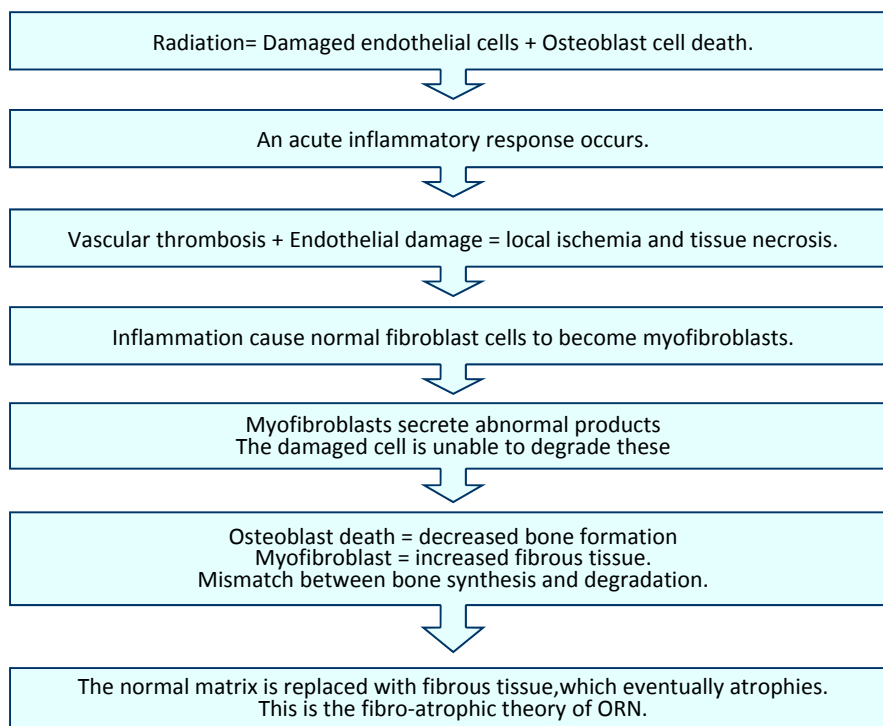 Radiation= Damaged endothelial cells + Osteoblast cell death.
An acute inflammatory response occurs.
Vascular thrombosis + Endothelial damage = local ischemia and tissue necrosis.
Inflammation cause normal fibroblast cells to become myofibroblasts.
Myofibroblasts secrete abnormal products
The damaged cell is unable to degrade these
Osteoblast death = decreased bone formation
Myofibroblast = increased fibrous tissue.
Mismatch between bone synthesis and degradation.
The normal matrix is replaced with fibrous tissue,which eventually atrophies.
This is the fibro-atrophic theory of ORN.